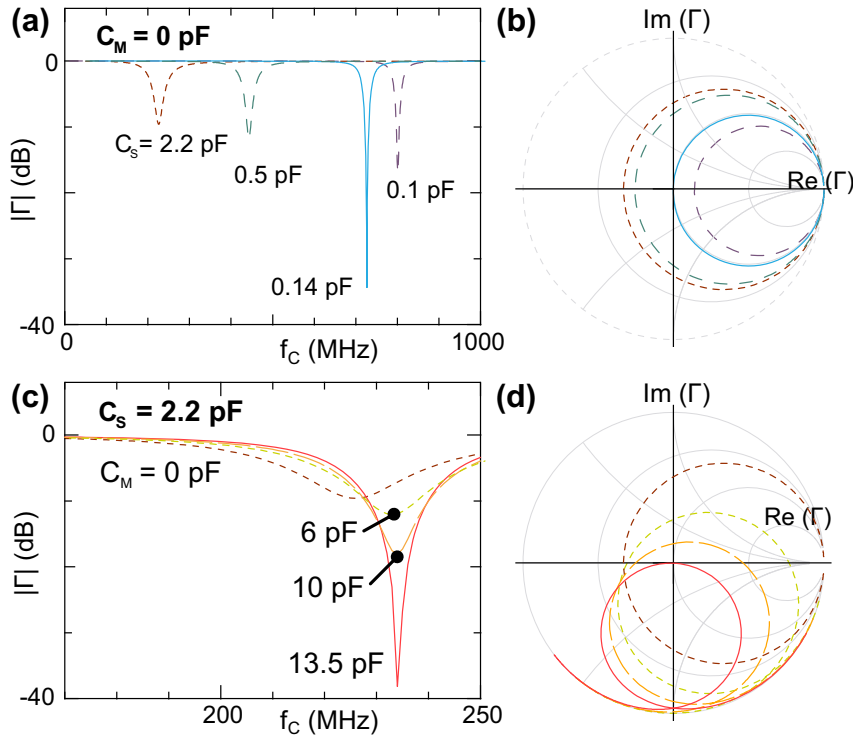 (a)
C_M = 0 pF
0
C_S= 2.2 pF
0.5 pF
0.1 pF
0.14 pF
|Γ| (dB)
-40
0
f_C (MHz)
1000
(b)
Im (Γ)
Re (Γ)
(c)
C_S = 2.2 pF
0
C_M = 0 pF
6 pF
10 pF
13.5 pF
|Γ| (dB)
-40
200
f_C (MHz)
250
(d)
Im (Γ)
Re (Γ)